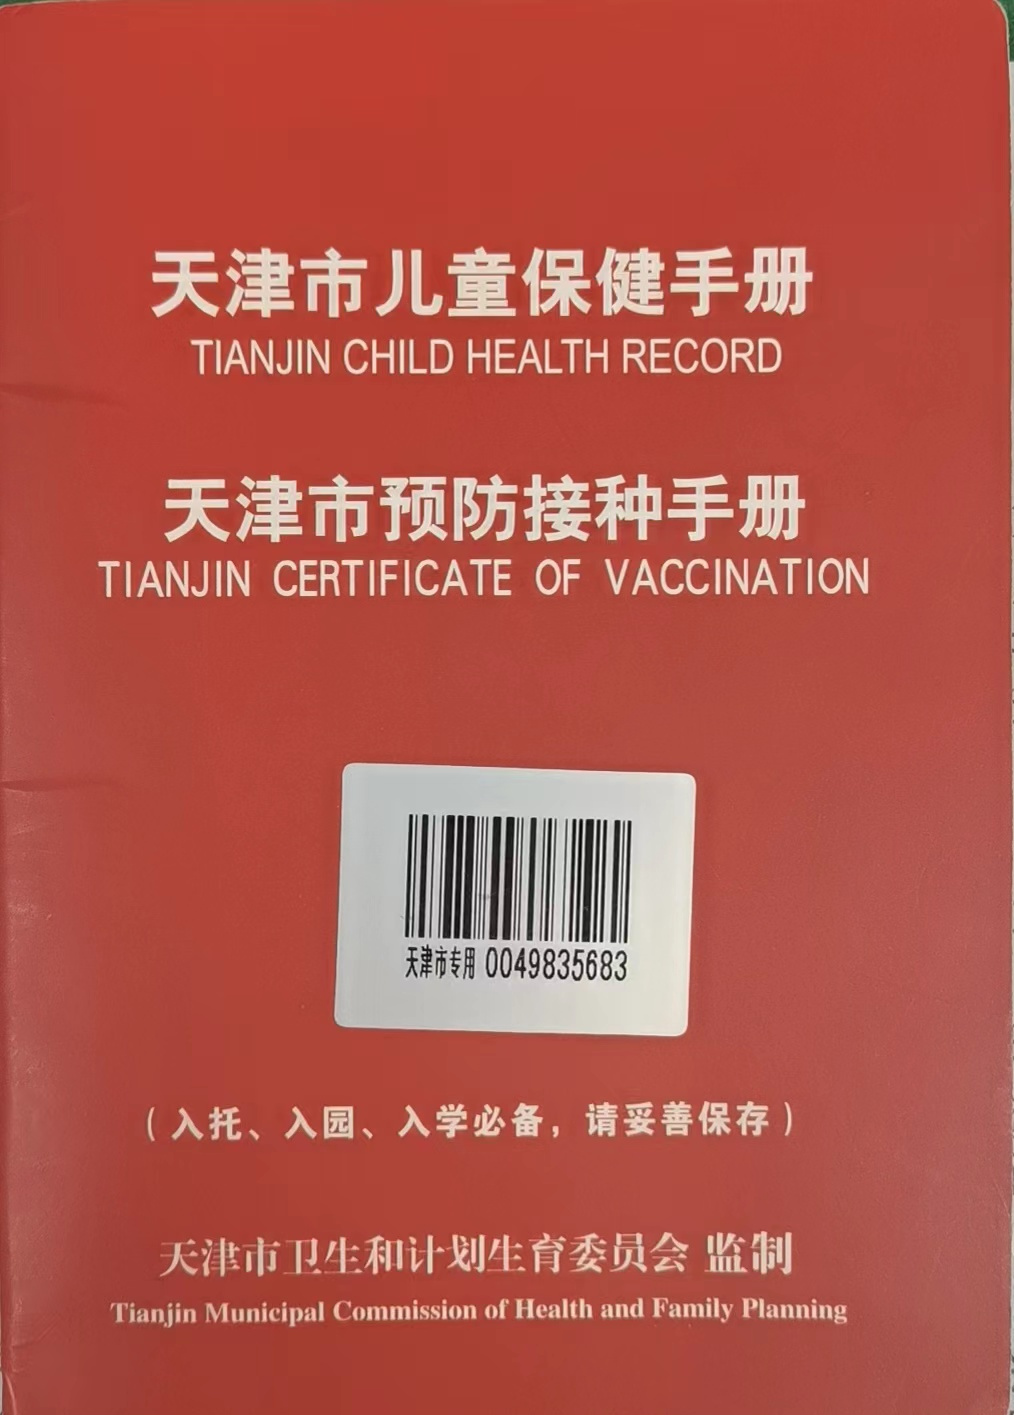 天津市儿童保健手册
TIANJIN CHILD HEALTH RECORD
天津市预防接种手册
TIANJIN CERTIFICATE OF VACCINATION
天津市专用 0049835683
（入托、入园、入学必备，请妥善保存）
天津市卫生和计划生育委员会 监制
Tianjin Municipal Commission of Health and Family Planning